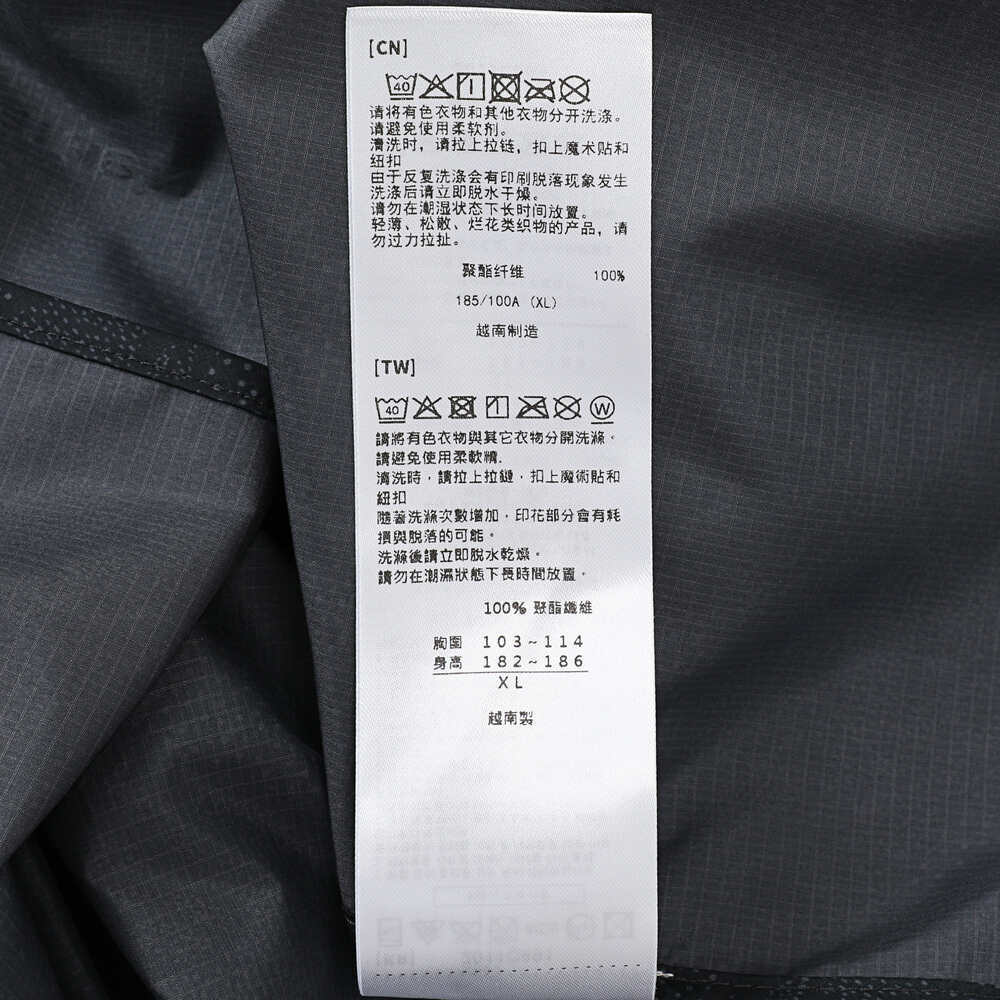 [CN]
40
请将有色衣物和其他衣物分开洗涤。
请避免使用柔软剂。
清洗时，请拉上拉链，扣上魔术贴和
纽扣
由于反复洗涤会有印刷脱落现象发生
洗涤后请立即脱水干燥。
请勿在潮湿状态下长时间放置。
轻薄、松散、烂花类织物的产品，请
勿过力拉扯。
聚酯纤维 100%
185/100A (XL)
越南制造
[TW]
40 W
請將有色衣物與其它衣物分開洗滌。
請避免使用柔軟精.
清洗時，請拉上拉鏈，扣上魔術貼和
紐扣
隨著洗滌次數增加，印花部分會有耗
損與脫落的可能。
洗滌後請立即脫水乾燥。
請勿在潮濕狀態下長時間放置。
100% 聚酯纖維
胸圍 103~114
身高 182~186
XL
越南製